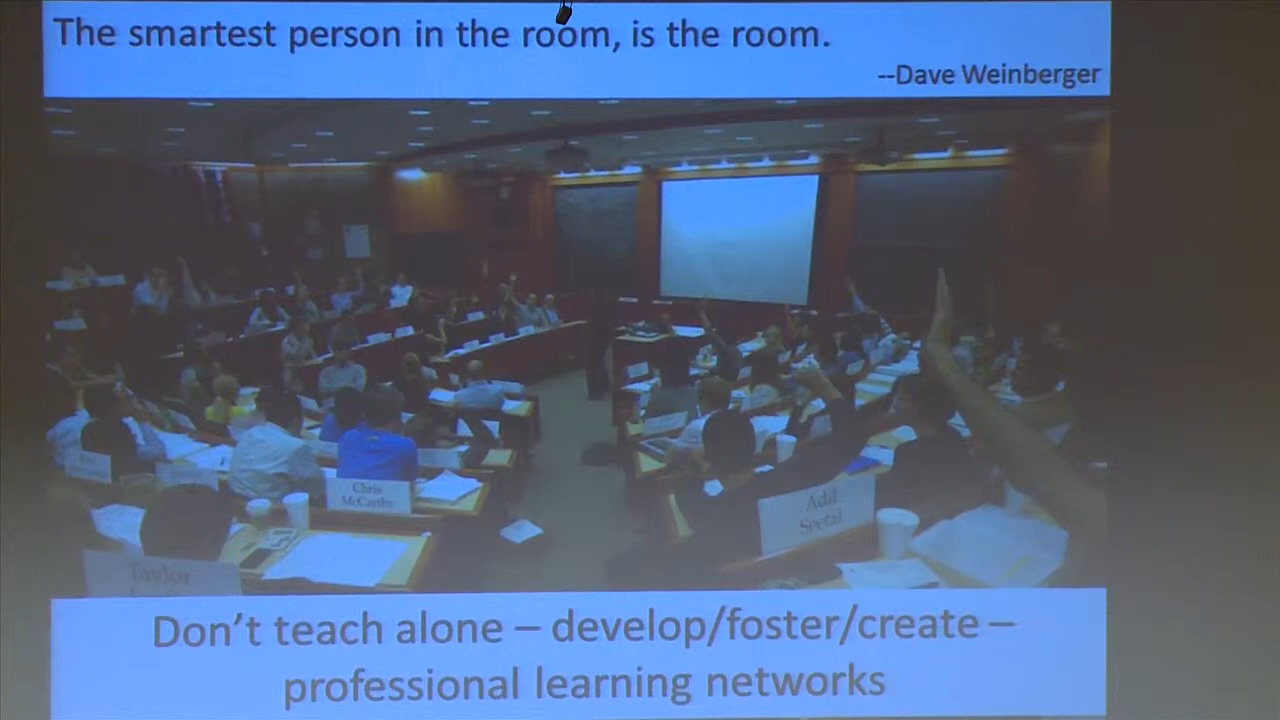 The smartest person in the room, is the room.
--Dave Weinberger
Chris
McCarthy
Adil
Seetal
Taylor
Don't teach alone – develop/foster/create –
professional learning networks